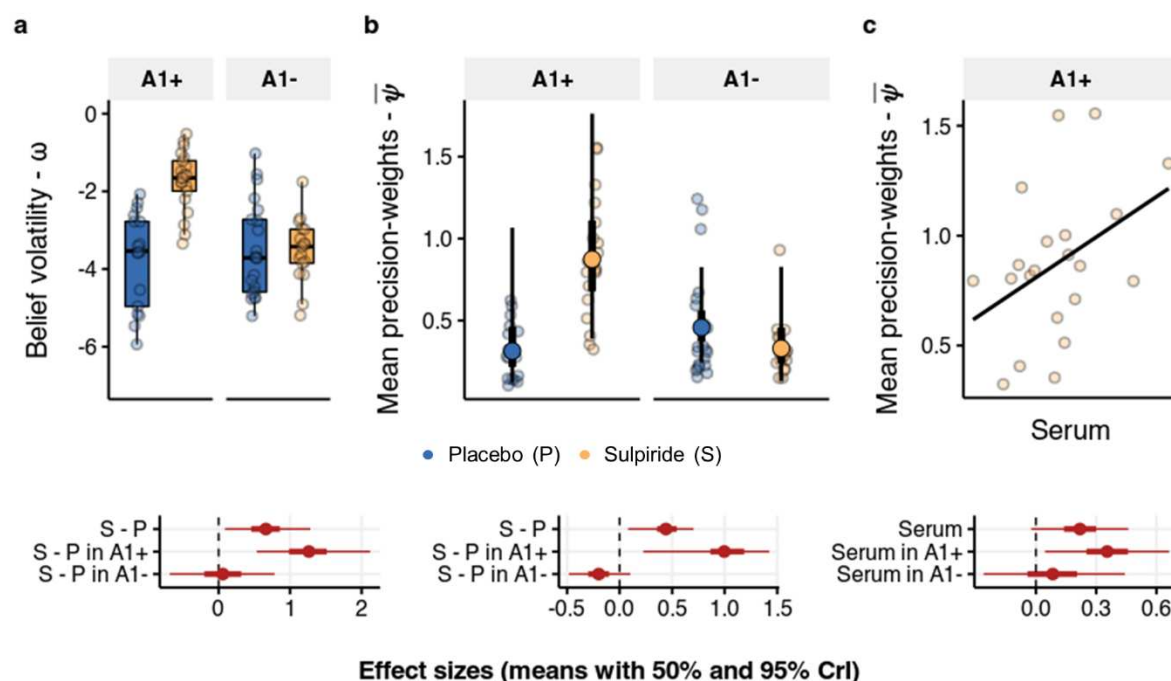 a
b
c
A1+
A1-
A1+
A1-
A1+
Belief volatility - ω
0
-2
-4
-6
Mean precision-weights - ψ̅
1.5
1.0
0.5
Mean precision-weights - ψ̅
1.5
1.0
0.5
Serum
Placebo (P)
Sulpiride (S)
S - P
S - P in A1+
S - P in A1-
0
1
2
S - P
S - P in A1+
S - P in A1-
-0.5
0.0
0.5
1.0
1.5
Serum
Serum in A1+
Serum in A1-
0.0
0.3
0.6
Effect sizes (means with 50% and 95% CrI)